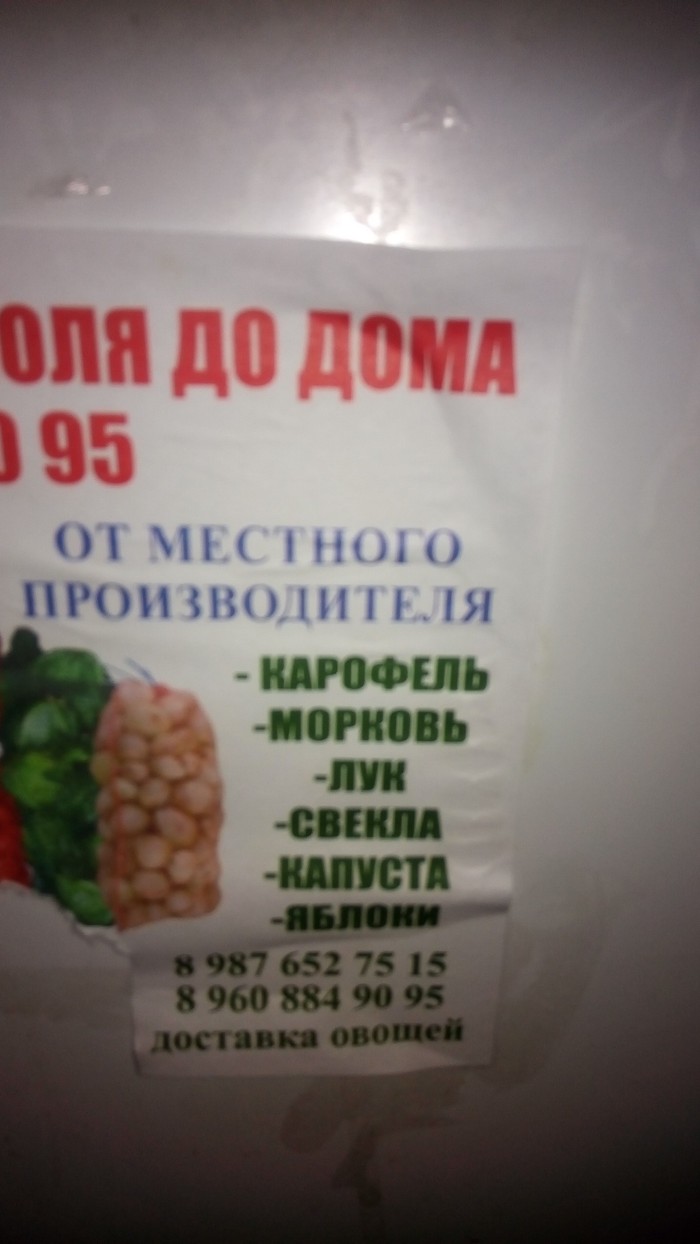 ОЛЯ ДО ДОМА
0 95
ОТ МЕСТНОГО
ПРОИЗВОДИТЕЛЯ
- КАРОФЕЛЬ
-МОРКОВЬ
-ЛУК
-СВЕКЛА
-КАПУСТА
-ЯБЛОКИ
8 987 652 75 15
8 960 884 90 95
доставка овощей